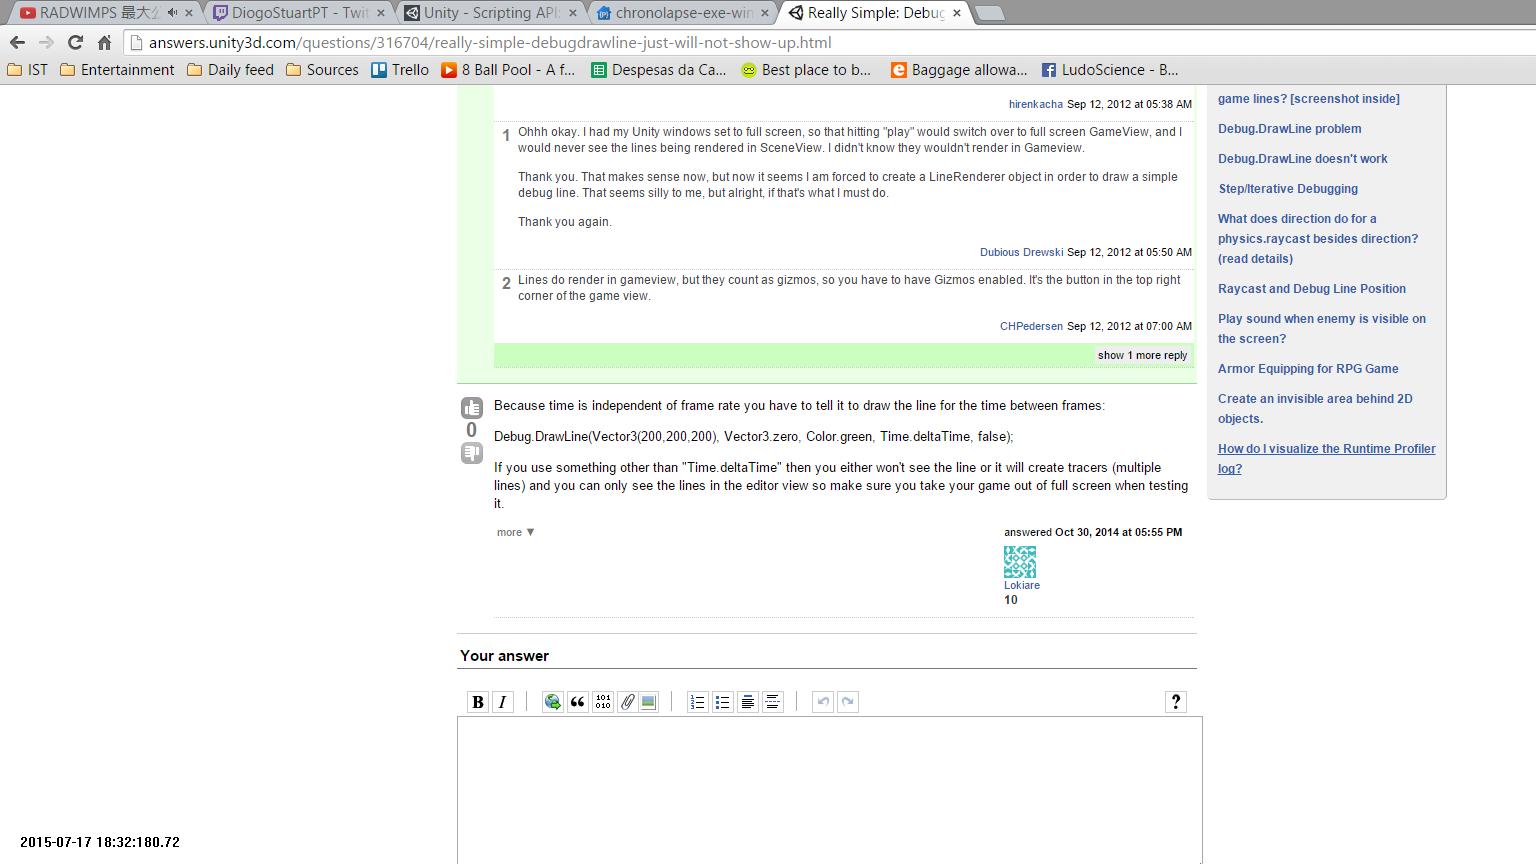 RADWIMPS 最大公
DiogoStuartPT - Twit
Unity - Scripting API:
chronolapse-exe-win
Really Simple: Debug
answers.unity3d.com/questions/316704/really-simple-debugdrawline-just-will-not-show-up.html
IST
Entertainment
Daily feed
Sources
Trello
8 Ball Pool - A f...
Despesas da Ca...
Best place to b...
Baggage allowa...
LudoScience - B...
hirenkacha Sep 12, 2012 at 05:38 AM
1
Ohhh okay. I had my Unity windows set to full screen, so that hitting "play" would switch over to full screen GameView, and I
would never see the lines being rendered in SceneView. I didn't know they wouldn't render in Gameview.
Thank you. That makes sense now, but now it seems I am forced to create a LineRenderer object in order to draw a simple
debug line. That seems silly to me, but alright, if that's what I must do.
Thank you again.
Dubious Drewski Sep 12, 2012 at 05:50 AM
2
Lines do render in gameview, but they count as gizmos, so you have to have Gizmos enabled. It's the button in the top right
corner of the game view.
CHPedersen Sep 12, 2012 at 07:00 AM
show 1 more reply
0
Because time is independent of frame rate you have to tell it to draw the line for the time between frames:
Debug.DrawLine(Vector3(200,200,200), Vector3.zero, Color.green, Time.deltaTime, false);
If you use something other than "Time.deltaTime" then you either won't see the line or it will create tracers (multiple
lines) and you can only see the lines in the editor view so make sure you take your game out of full screen when testing
it.
more ▼
answered Oct 30, 2014 at 05:55 PM
Lokiare
10
Your answer
B I
101
010
?
game lines? [screenshot inside]
Debug.DrawLine problem
Debug.DrawLine doesn't work
Step/Iterative Debugging
What does direction do for a
physics.raycast besides direction?
(read details)
Raycast and Debug Line Position
Play sound when enemy is visible on
the screen?
Armor Equipping for RPG Game
Create an invisible area behind 2D
objects.
How do I visualize the Runtime Profiler
log?
2015-07-17 18:32:180.72